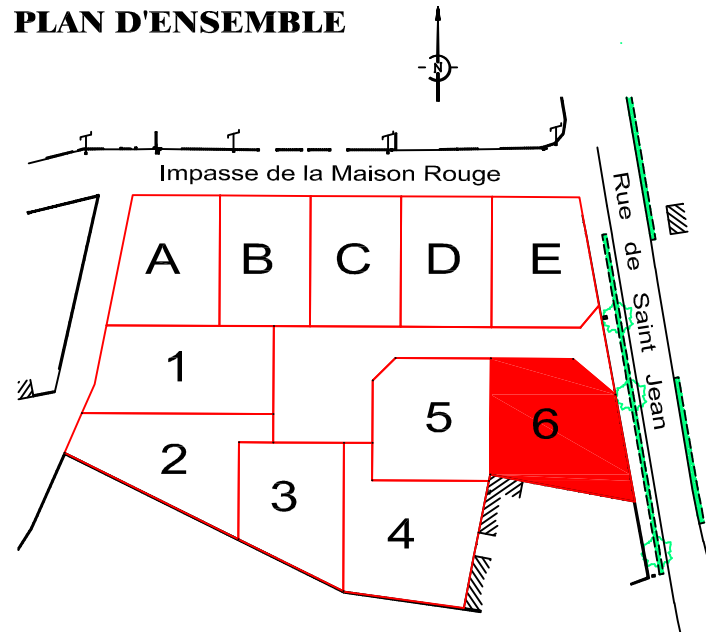 PLAN D'ENSEMBLE
N
Impasse de la Maison Rouge
Rue de Saint Jean
A B C D E
1
5 6
2
3
4